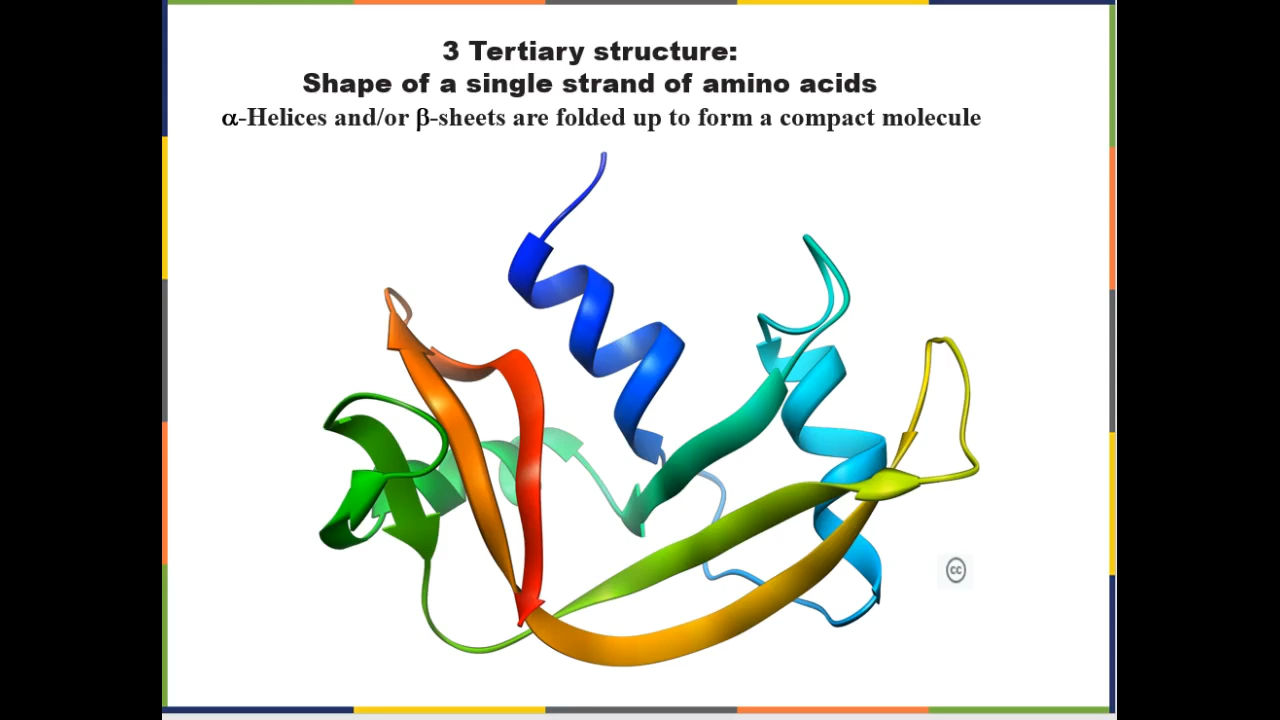 3 Tertiary structure:
Shape of a single strand of amino acids
α-Helices and/or β-sheets are folded up to form a compact molecule
cc